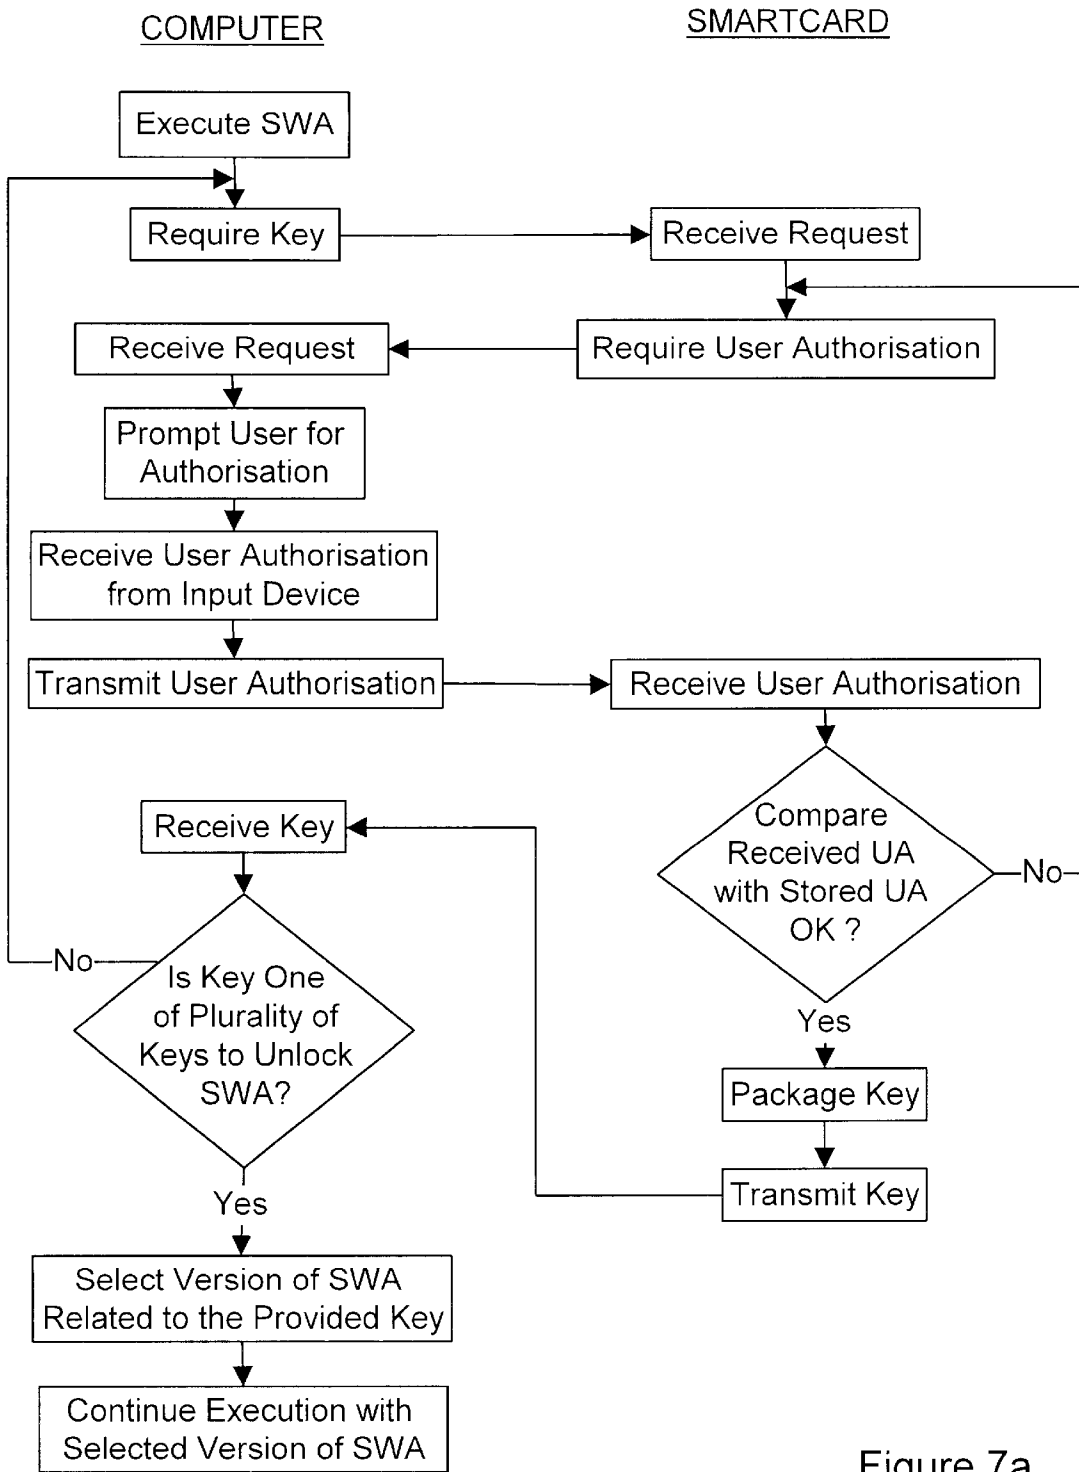 COMPUTER
SMARTCARD
Execute SWA
Require Key
Receive Request
Receive Request
Require User Authorisation
Prompt User for
Authorisation
Receive User Authorisation
from Input Device
Transmit User Authorisation
Receive User Authorisation
Receive Key
Compare
Received UA
with Stored UA
OK ?
No
No
Is Key One
of Plurality of
Keys to Unlock
SWA?
Yes
Package Key
Transmit Key
Yes
Select Version of SWA
Related to the Provided Key
Continue Execution with
Selected Version of SWA
Figure 7a